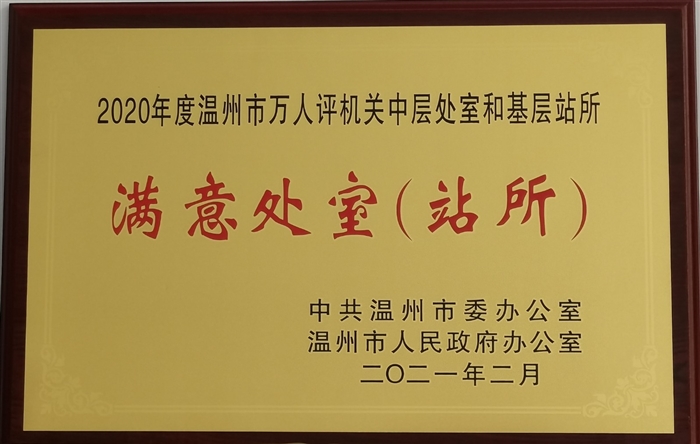 2020年度温州市万人评机关中层处室和基层站所
满意处室(站所)
中共温州市委办公室
温州市人民政府办公室
二〇二一年二月